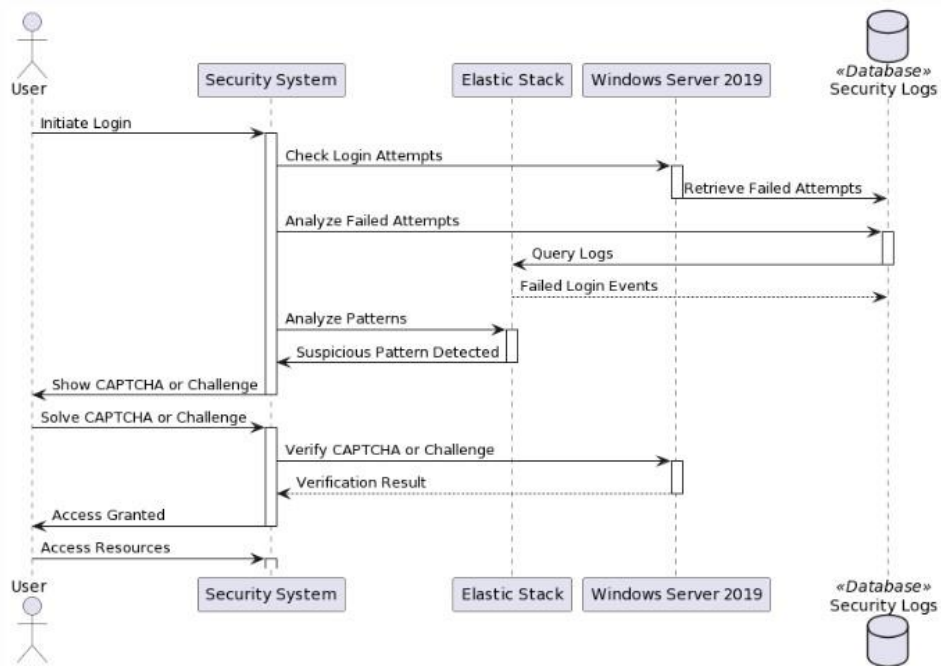 «Database»
User
Security System
Elastic Stack
Windows Server 2019
Security Logs
Initiate Login
Check Login Attempts
Retrieve Failed Attempts
Analyze Failed Attempts
Query Logs
Failed Login Events
Analyze Patterns
Suspicious Pattern Detected
Show CAPTCHA or Challenge
Solve CAPTCHA or Challenge
Verify CAPTCHA or Challenge
Verification Result
Access Granted
Access Resources
User
Security System
Elastic Stack
Windows Server 2019
«Database»
Security Logs